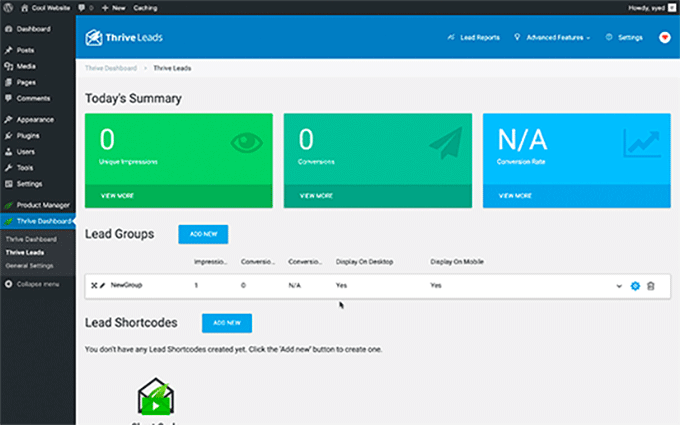 Cool Website 0 New Caching Howdy, syed
Dashboard
Posts
Media
Pages
Comments
Appearance
Plugins
Users
Tools
Settings
Product Manager
Thrive Dashboard
Thrive Dashboard
Thrive Leads
General Settings
Collapse menu
Thrive Leads Lead Reports Advanced Features Settings
Thrive Dashboard Thrive Leads
Today's Summary
0 0 N/A
Unique Impressions Conversions Conversion Rate
VIEW MORE VIEW MORE VIEW MORE
Lead Groups ADD NEW
Impressio... Conversio... Conversio... Display On Desktop Display On Mobile
NewGroup 1 0 N/A Yes Yes
Lead Shortcodes ADD NEW
You don't have any Lead Shortcodes created yet. Click the 'Add new' button to create one.